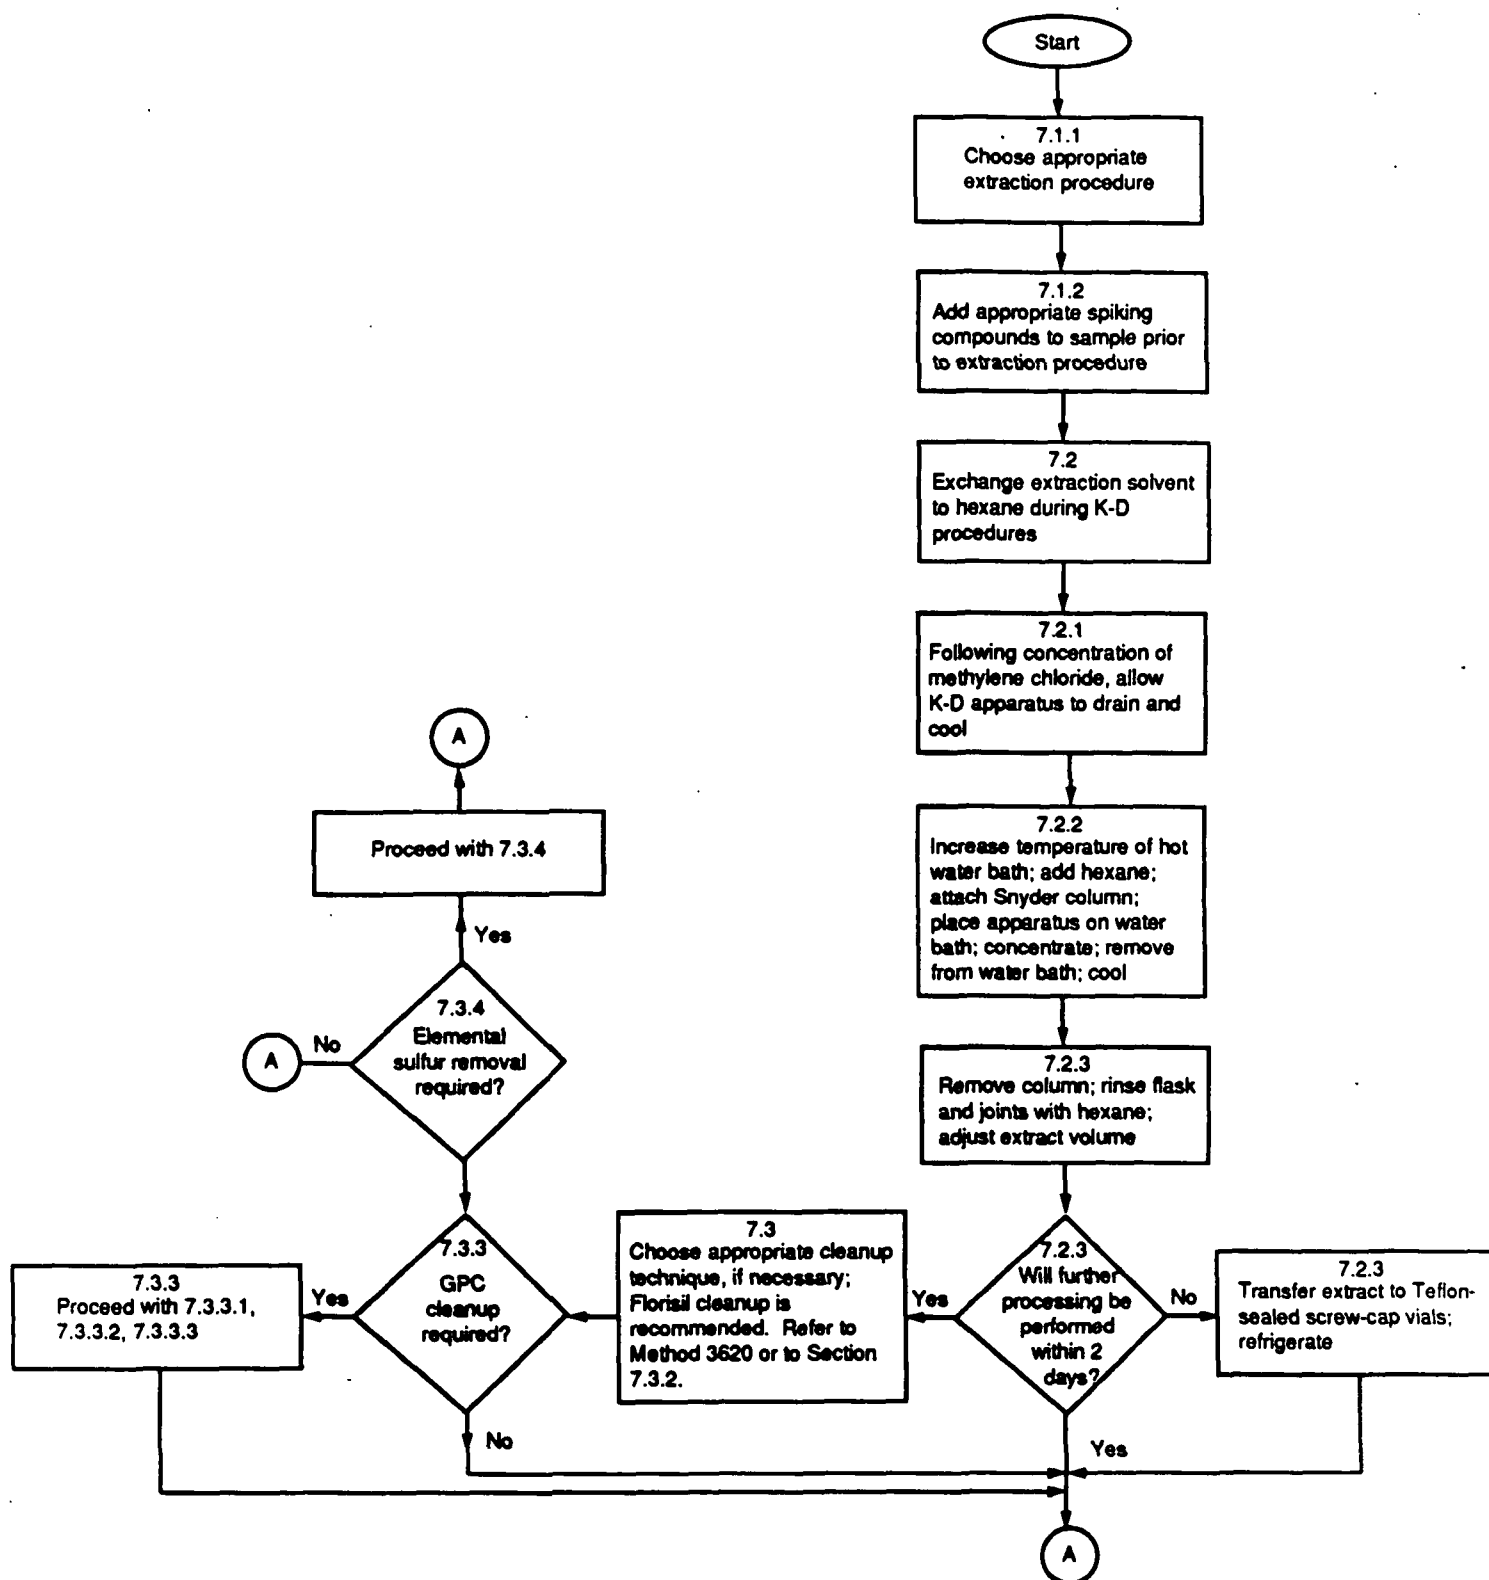 Start
7.1.1
Choose appropriate
extraction procedure
7.1.2
Add appropriate spiking
compounds to sample prior
to extraction procedure
7.2
Exchange extraction solvent
to hexane during K-D
procedures
7.2.1
Following concentration of
methylene chloride, allow
K-D apparatus to drain and
cool
7.2.2
Increase temperature of hot
water bath; add hexane;
attach Snyder column;
place apparatus on water
bath; concentrate; remove
from water bath; cool
7.2.3
Remove column; rinse flask
and joints with hexane;
adjust extract volume
7.2.3
Will further
processing be
performed
within 2
days?
No
7.2.3
Transfer extract to Teflon-
sealed screw-cap vials;
refrigerate
Yes
Yes
7.3
Choose appropriate cleanup
technique, if necessary;
Florisil cleanup is
recommended. Refer to
Method 3620 or to Section
7.3.2.
7.3.3
GPC
cleanup
required?
Yes
7.3.3
Proceed with 7.3.3.1,
7.3.3.2, 7.3.3.3
No
7.3.4
Elemental
sulfur removal
required?
No
A
Yes
Proceed with 7.3.4
A
A